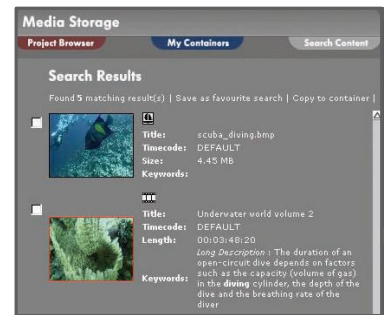 Media Storage
Project Browser My Containers Search Content
Search Results
Found 5 matching result(s) | Save as favourite search | Copy to container |
Title: scuba_diving.bmp
Timecode: DEFAULT
Size: 4.45 MB
Keywords:
Title: Underwater world volume 2
Timecode: DEFAULT
Length: 00:03:48:20
Long Description : The duration of an
open-circuit dive depends on factors
such as the capacity (volume of gas)
Keywords: in the diving cylinder, the depth of the
dive and the breathing rate of the
diver